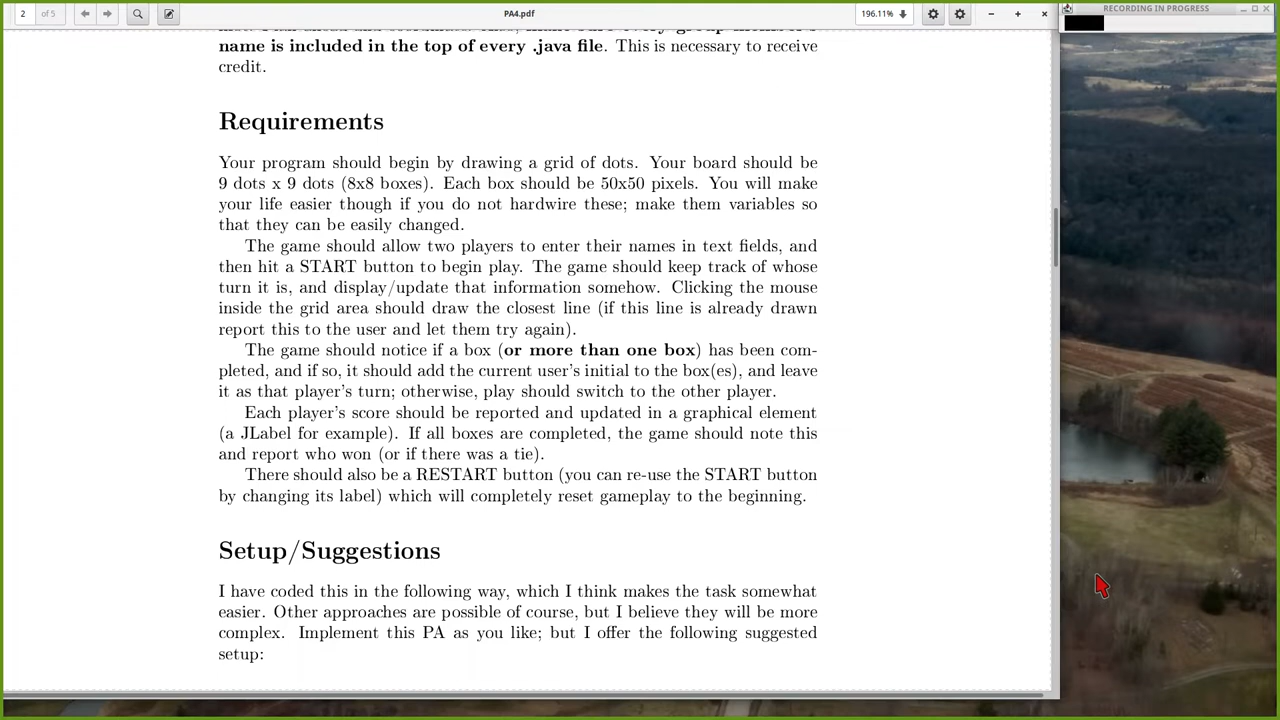 2 of 5
PA4.pdf
196.11%
RECORDING IN PROGRESS
name is included in the top of every .java file. This is necessary to receive
credit.
Requirements
Your program should begin by drawing a grid of dots. Your board should be
9 dots x 9 dots (8x8 boxes). Each box should be 50x50 pixels. You will make
your life easier though if you do not hardwire these; make them variables so
that they can be easily changed.
The game should allow two players to enter their names in text fields, and
then hit a START button to begin play. The game should keep track of whose
turn it is, and display/update that information somehow. Clicking the mouse
inside the grid area should draw the closest line (if this line is already drawn
report this to the user and let them try again).
The game should notice if a box (or more than one box) has been com-
pleted, and if so, it should add the current user's initial to the box(es), and leave
it as that player's turn; otherwise, play should switch to the other player.
Each player's score should be reported and updated in a graphical element
(a JLabel for example). If all boxes are completed, the game should note this
and report who won (or if there was a tie).
There should also be a RESTART button (you can re-use the START button
by changing its label) which will completely reset gameplay to the beginning.
Setup/Suggestions
I have coded this in the following way, which I think makes the task somewhat
easier. Other approaches are possible of course, but I believe they will be more
complex. Implement this PA as you like; but I offer the following suggested
setup: